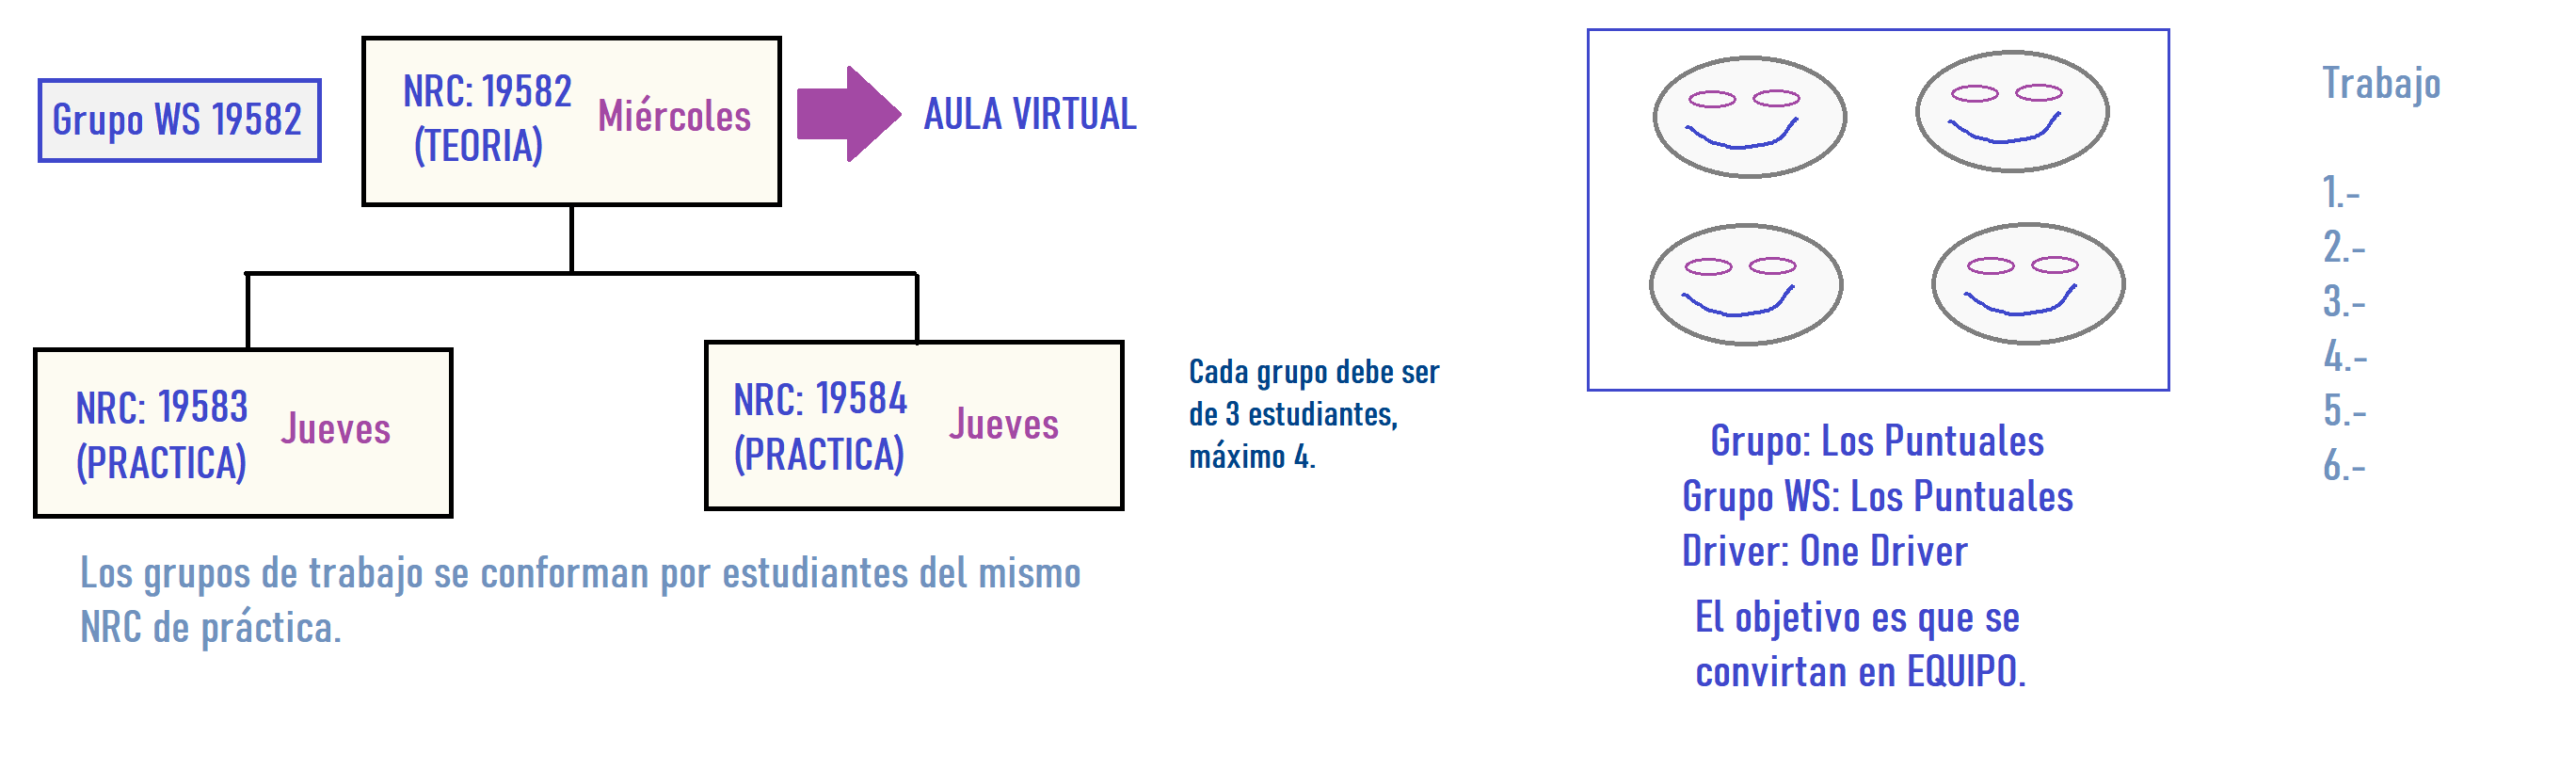 Grupo WS 19582
NRC: 19582
(TEORIA)
Miércoles
AULA VIRTUAL
NRC: 19583
(PRACTICA)
Jueves
NRC: 19584
(PRACTICA)
Jueves
Los grupos de trabajo se conforman por estudiantes del mismo
NRC de práctica.
Cada grupo debe ser
de 3 estudiantes,
máximo 4.
Grupo: Los Puntuales
Grupo WS: Los Puntuales
Driver: One Driver
El objetivo es que se
convirtan en EQUIPO.
Trabajo
1.-
2.-
3.-
4.-
5.-
6.-